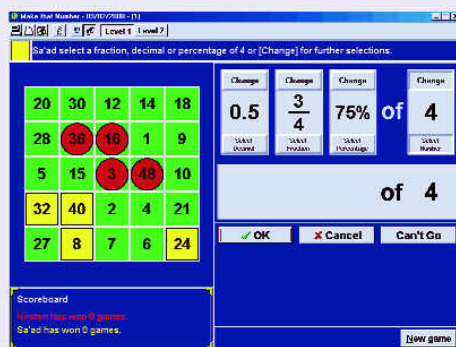 Make that Number - 03/02/2008 - [1]
Level 1 Level 2
Sa'ad select a fraction, decimal or percentage of 4 or [Change] for further selections.
20 30 12 14 18
28 36 16 1 9
5 15 3 48 10
32 40 2 4 21
27 8 7 6 24
Change Change Change Change
0.5 3/4 75% of 4
Select Decimal Select Fraction Select Percentage Select Number
of 4
OK Cancel Can't Go
Scoreboard
Kirsten has won 0 games.
Sa'ad has won 0 games.
New game